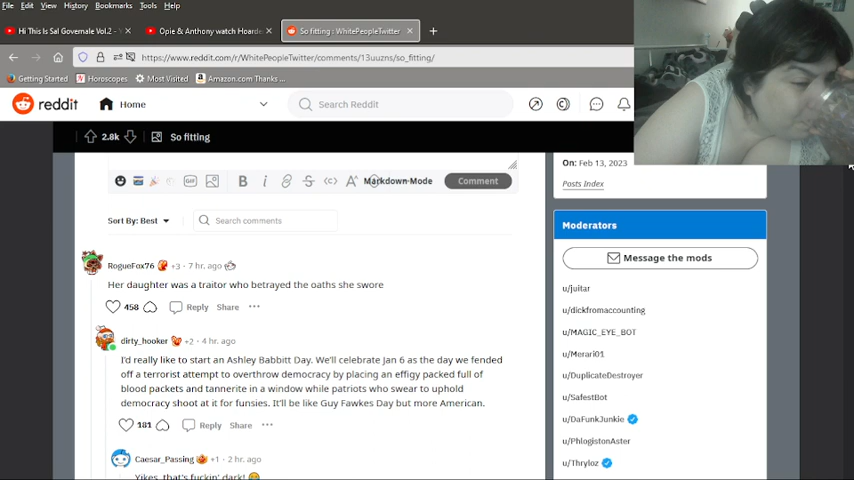 File Edit View History Bookmarks Tools Help
Hi This Is Sal Governale Vol.2 -
Opie & Anthony watch Hoarde
So fitting : WhitePeopleTwitter
https://www.reddit.com/r/WhitePeopleTwitter/comments/13uuzns/so_fitting/
Getting Started Horoscopes Most Visited Amazon.com Thanks ...
reddit Home Search Reddit
2.8k So fitting
On: Feb 13, 2023
Posts Index
GIF B i S Markdown Mode Comment
Sort By: Best Search comments
Moderators
Message the mods
u/juitar
u/dickfromaccounting
u/MAGIC_EYE_BOT
u/Merari01
u/DuplicateDestroyer
u/SafestBot
u/DaFunkJunkie
u/PhlogistonAster
u/Thryloz
RogueFox76 +3 · 7 hr. ago
Her daughter was a traitor who betrayed the oaths she swore
458 Reply Share ...
dirty_hooker +2 · 4 hr. ago
I'd really like to start an Ashley Babbitt Day. We'll celebrate Jan 6 as the day we fended
off a terrorist attempt to overthrow democracy by placing an effigy packed full of
blood packets and tannerite in a window while patriots who swear to uphold
democracy shoot at it for funsies. It'll be like Guy Fawkes Day but more American.
181 Reply Share ...
Caesar_Passing +1 · 2 hr. ago
Yikes, that's fuckin' dark!